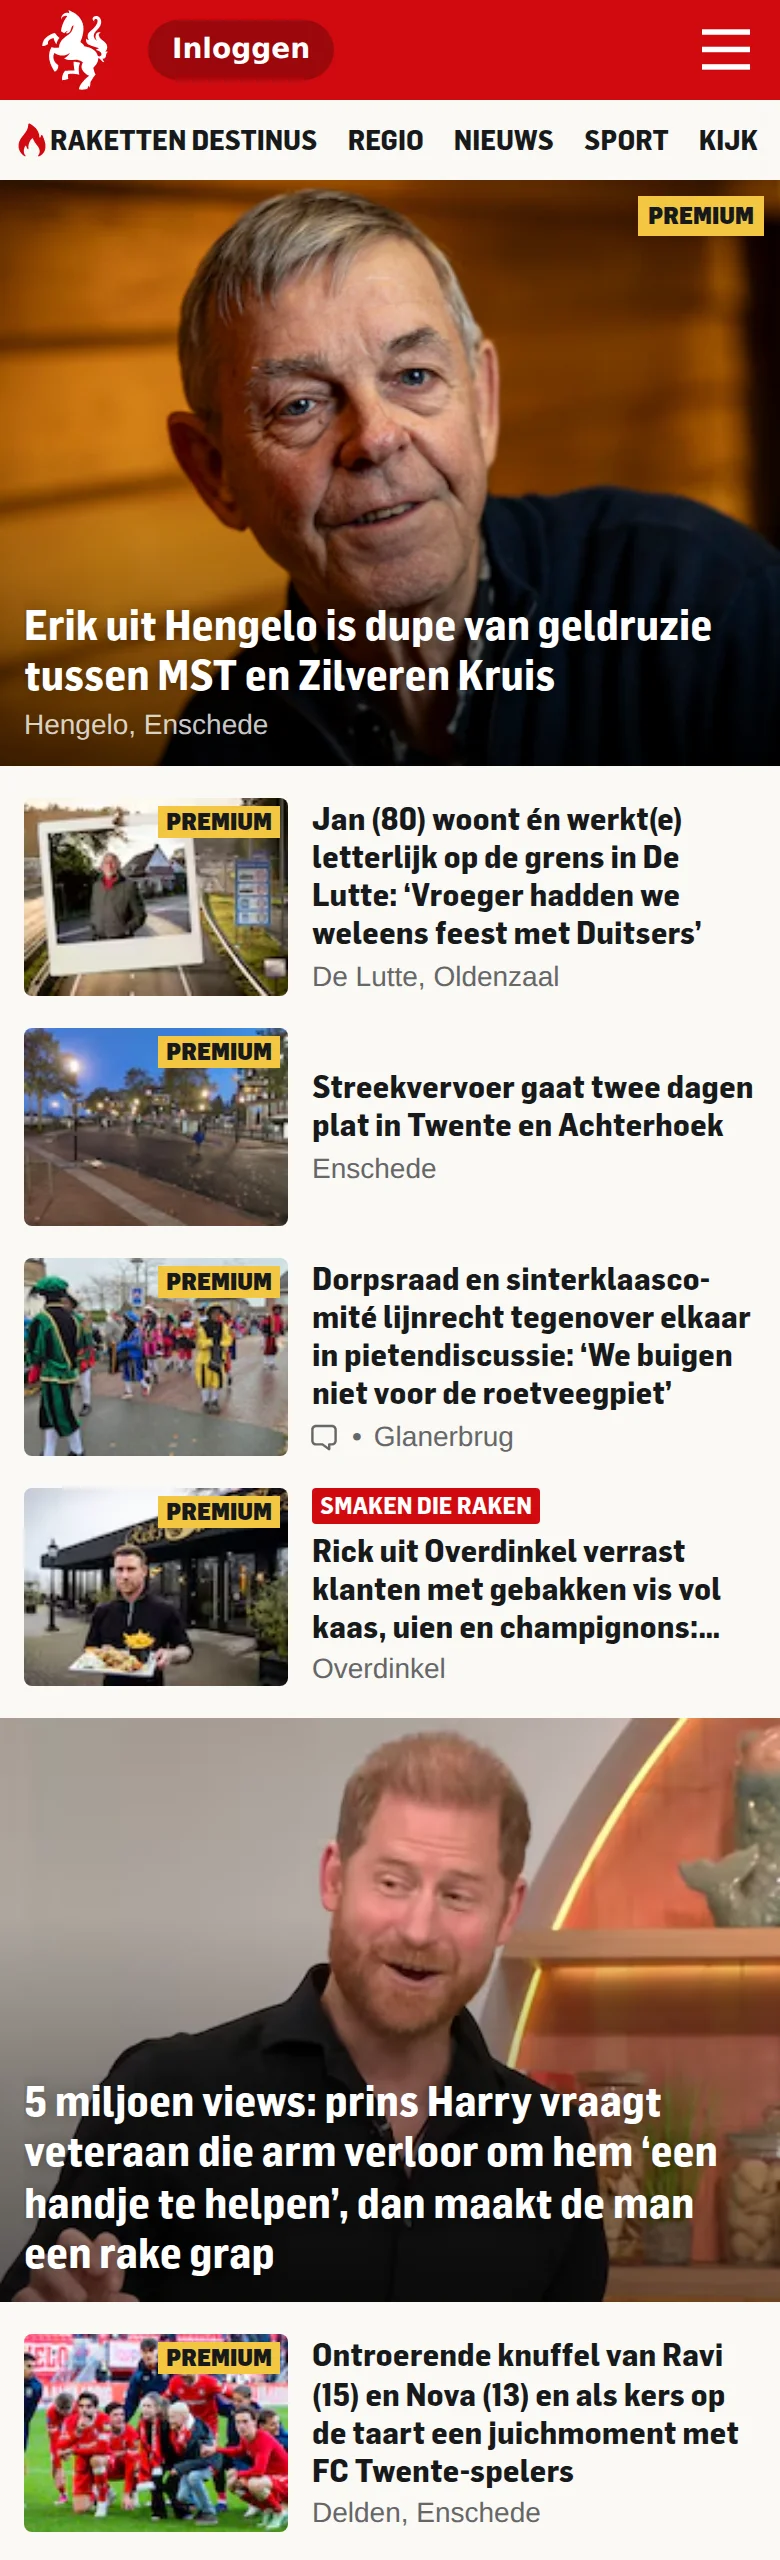 Inloggen
RAKETTEN DESTINUS REGIO NIEUWS SPORT KIJK
PREMIUM
Erik uit Hengelo is dupe van geldruzie
tussen MST en Zilveren Kruis
Hengelo, Enschede
PREMIUM
Jan (80) woont én werkt(e)
letterlijk op de grens in De
Lutte: ‘Vroeger hadden we
weleens feest met Duitsers’
De Lutte, Oldenzaal
PREMIUM
Streekvervoer gaat twee dagen
plat in Twente en Achterhoek
Enschede
PREMIUM
Dorpsraad en sinterklaasco-
mité lijnrecht tegenover elkaar
in pietendiscussie: ‘We buigen
niet voor de roetveegpiet’
• Glanerbrug
PREMIUM
SMAKEN DIE RAKEN
Rick uit Overdinkel verrast
klanten met gebakken vis vol
kaas, uien en champignons:...
Overdinkel
5 miljoen views: prins Harry vraagt
veteraan die arm verloor om hem ‘een
handje te helpen’, dan maakt de man
een rake grap
PREMIUM
Ontroerende knuffel van Ravi
(15) en Nova (13) en als kers op
de taart een juichmoment met
FC Twente-spelers
Delden, Enschede